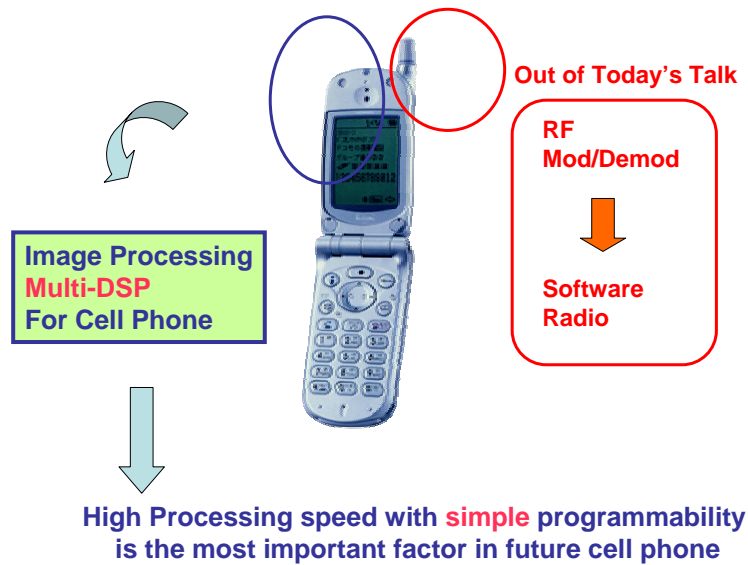 Out of Today's Talk
RF
Mod/Demod
Software
Radio
Image Processing
Multi-DSP
For Cell Phone
High Processing speed with simple programmability
is the most important factor in future cell phone